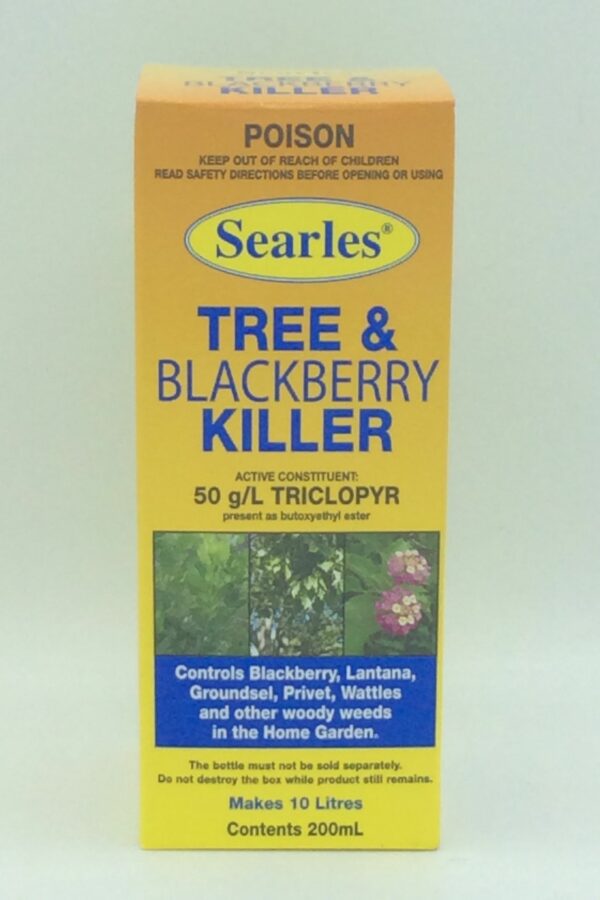 TREE &
BLACKBERRY
KILLER
POISON
KEEP OUT OF REACH OF CHILDREN
READ SAFETY DIRECTIONS BEFORE OPENING OR USING
Searles®
TREE &
BLACKBERRY
KILLER
ACTIVE CONSTITUENT:
50 g/L TRICLOPYR
present as butoxyethyl ester
Controls Blackberry, Lantana,
Groundsel, Privet, Wattles
and other woody weeds
in the Home Garden.
The bottle must not be sold separately.
Do not destroy the box while product still remains.
Makes 10 Litres
Contents 200mL